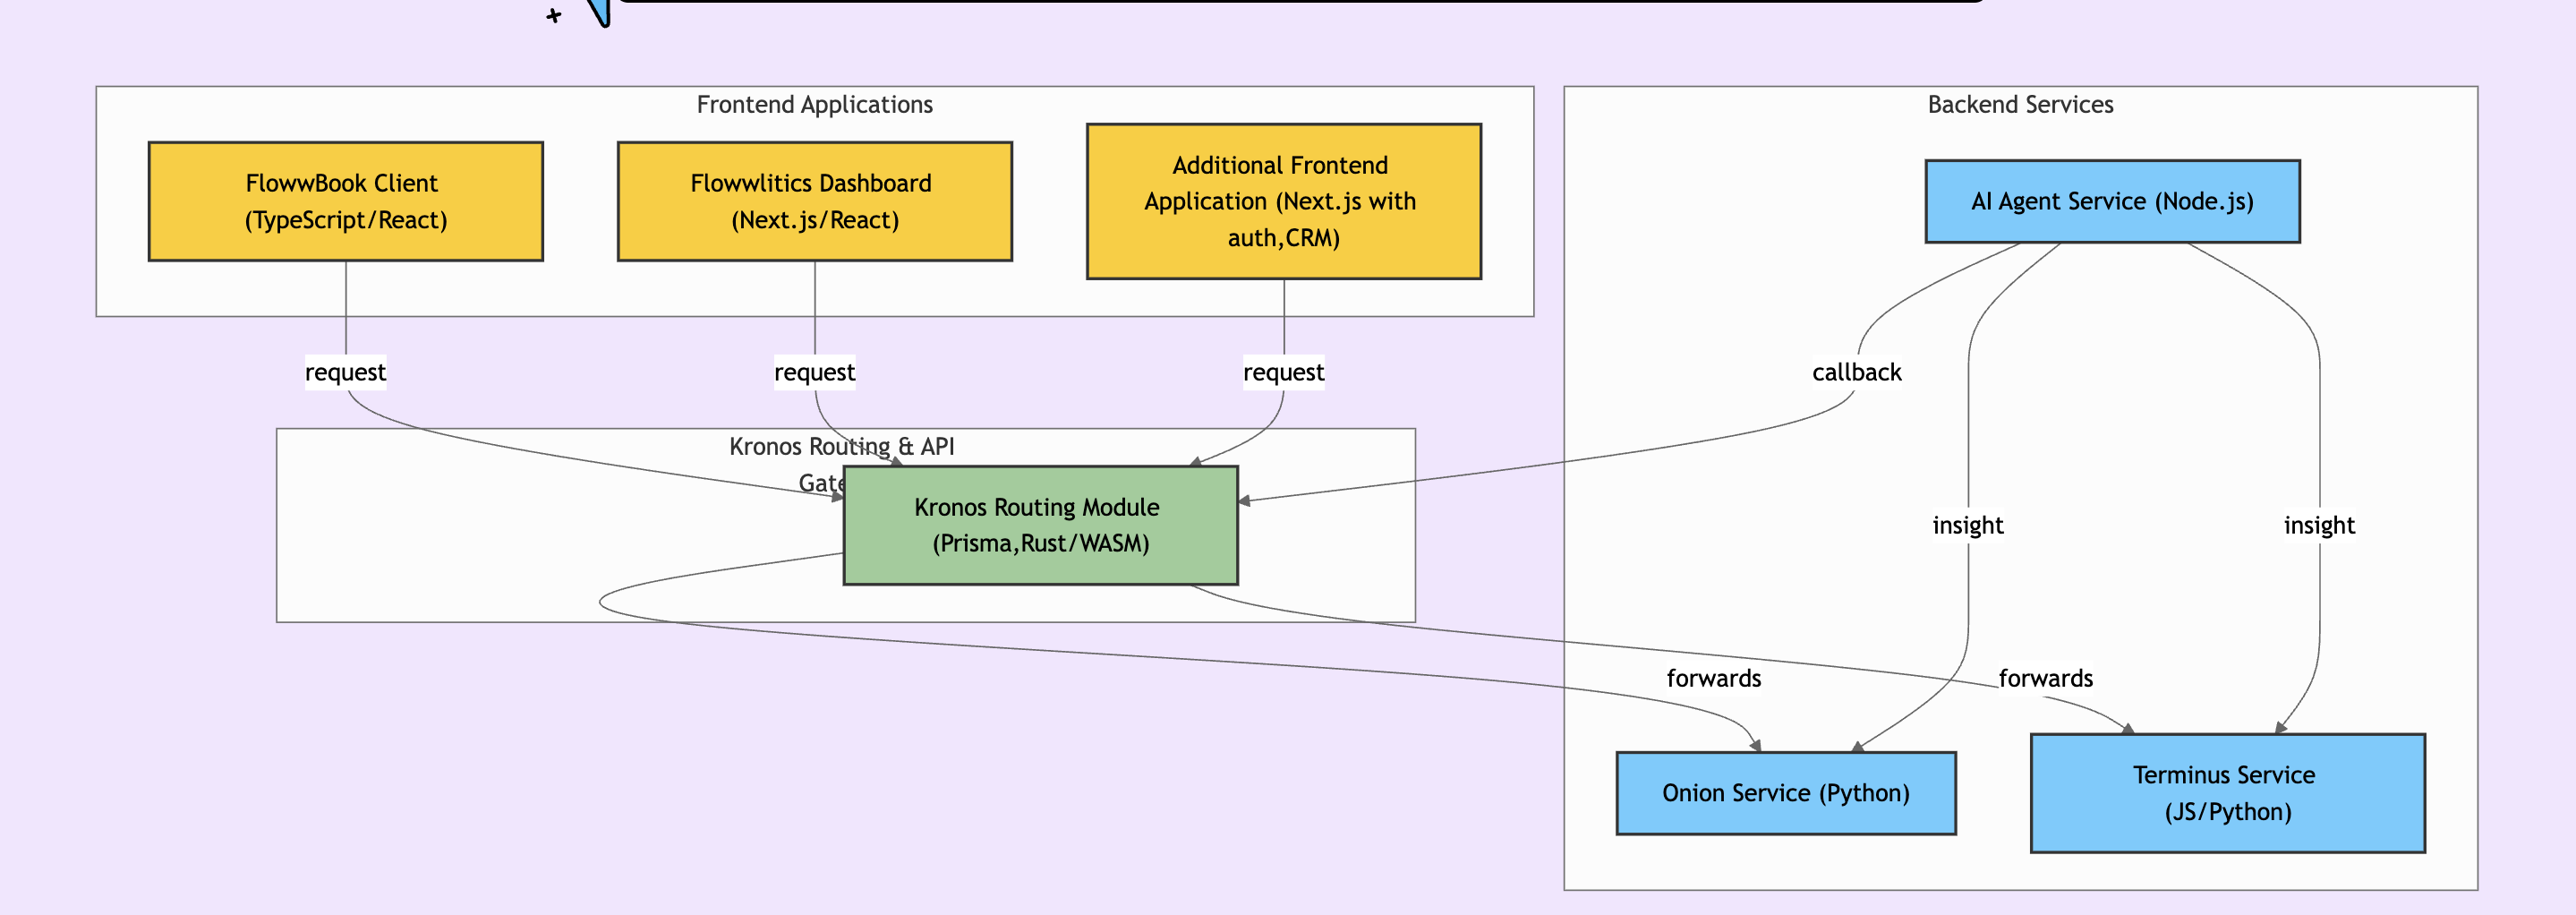 Frontend Applications
FlowwBook Client
(TypeScript/React)
Flowwlitics Dashboard
(Next.js/React)
Additional Frontend
Application (Next.js with
auth,CRM)
Backend Services
AI Agent Service (Node.js)
request
request
request
callback
Kronos Routing & API
Kronos Routing Module
(Prisma,Rust/WASM)
insight
insight
forwards
forwards
Onion Service (Python)
Terminus Service
(JS/Python)